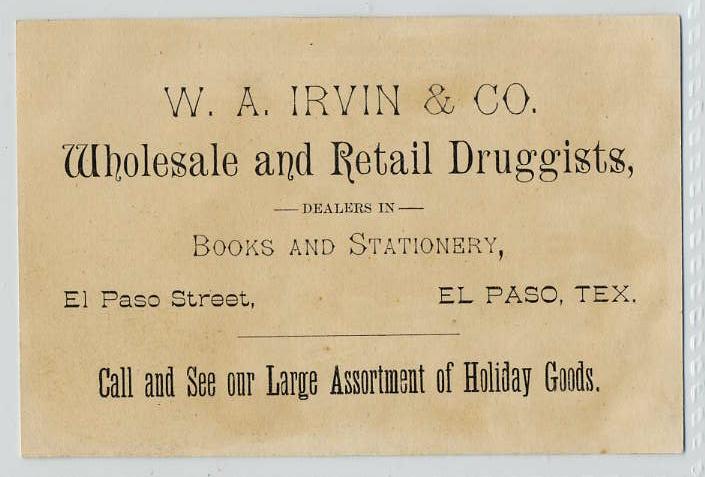 W. A. IRVIN & CO.
Wholesale and Retail Druggists,
— DEALERS IN —
BOOKS AND STATIONERY,
El Paso Street, EL PASO, TEX.
Call and See our Large Assortment of Holiday Goods.